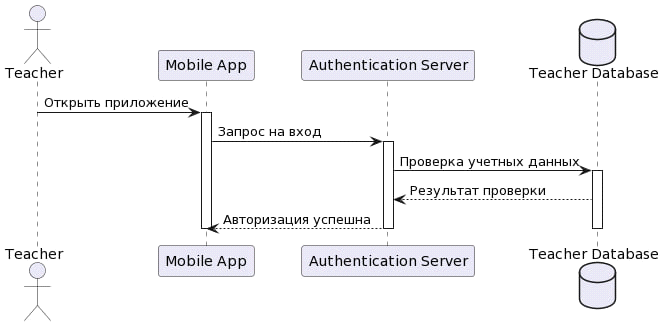 Teacher
Mobile App
Authentication Server
Teacher Database
Открыть приложение
Запрос на вход
Проверка учетных данных
Результат проверки
Авторизация успешна
Teacher
Mobile App
Authentication Server
Teacher Database